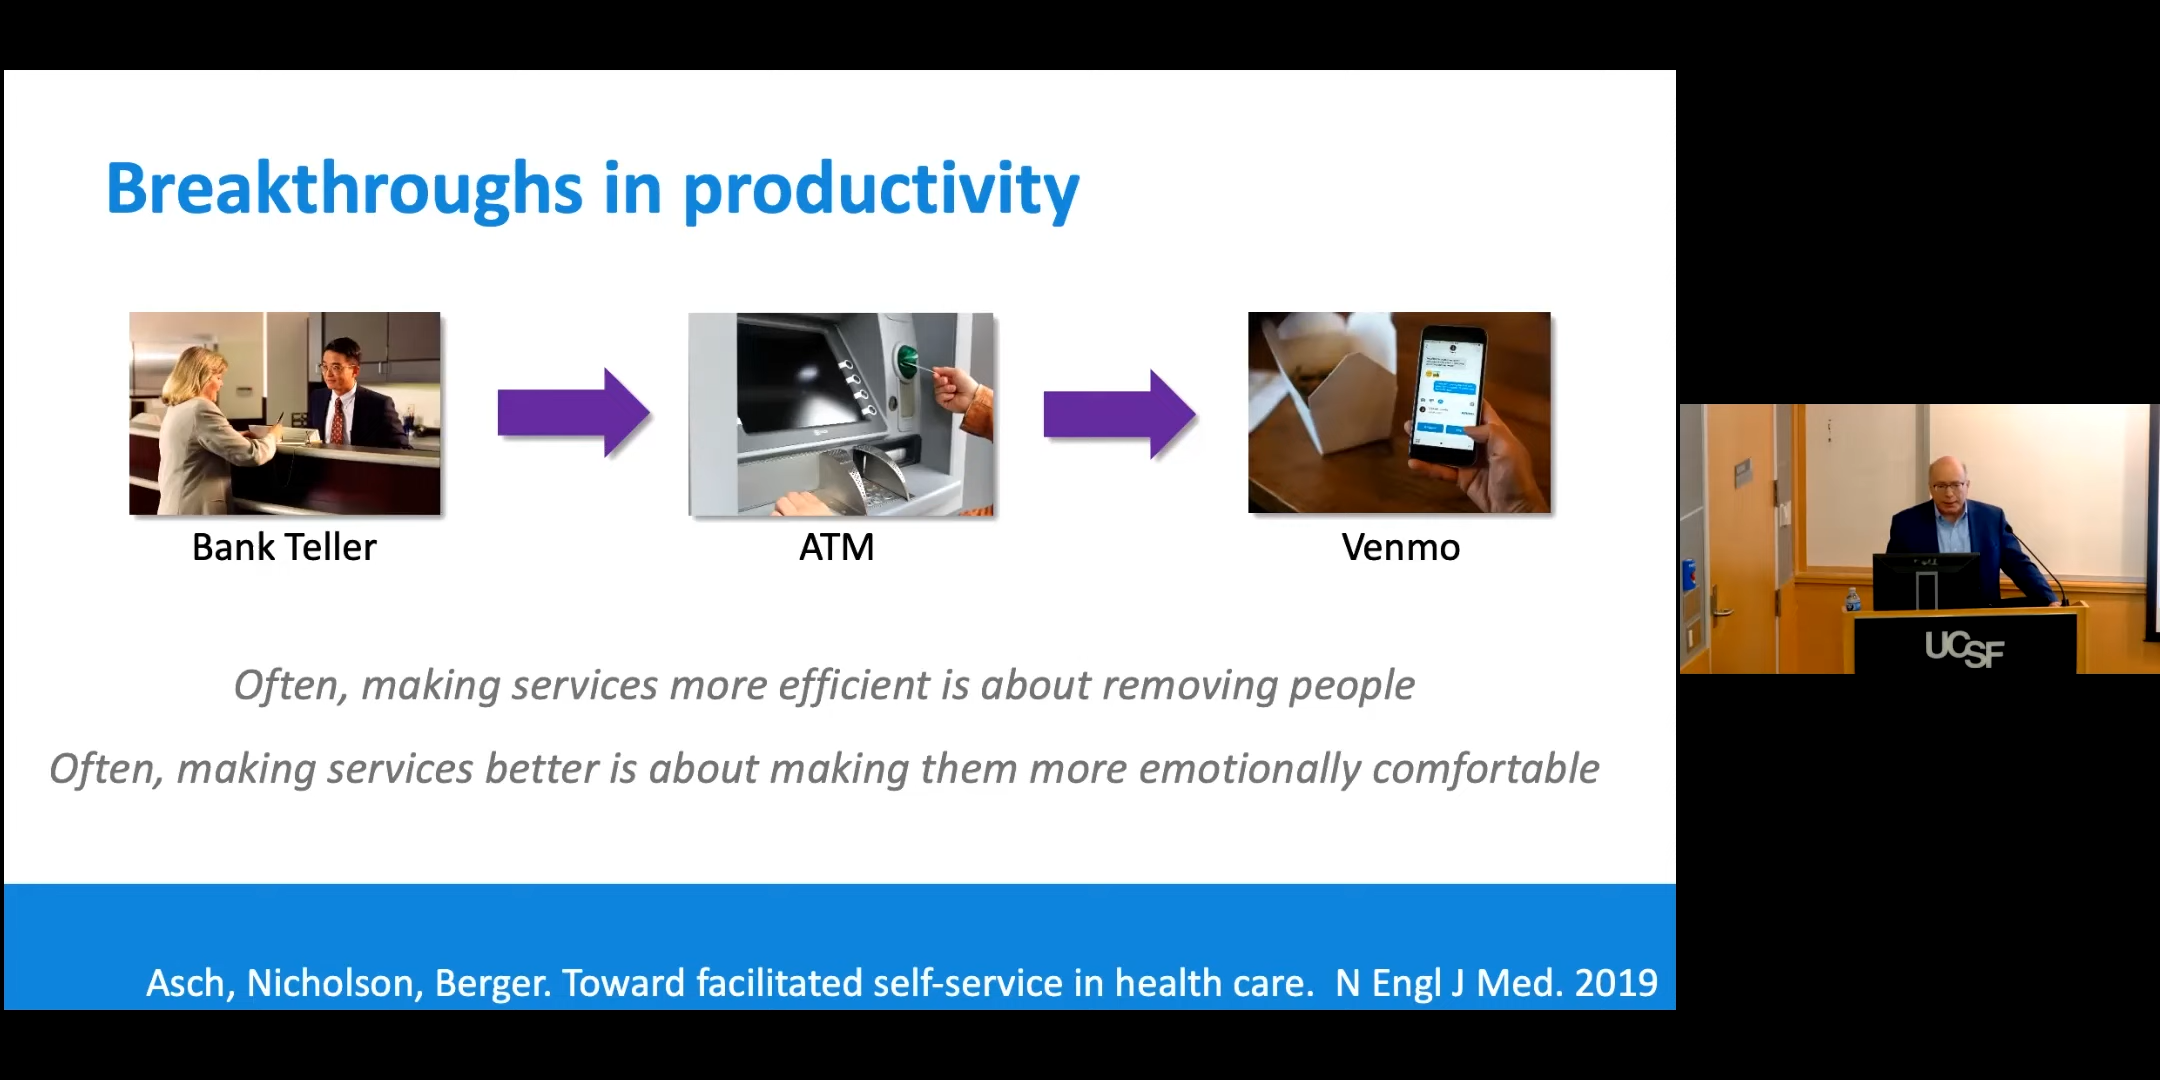 Breakthroughs in productivity
Bank Teller
ATM
Venmo
Often, making services more efficient is about removing people
Often, making services better is about making them more emotionally comfortable
Asch, Nicholson, Berger. Toward facilitated self-service in health care. N Engl J Med. 2019
UCSF